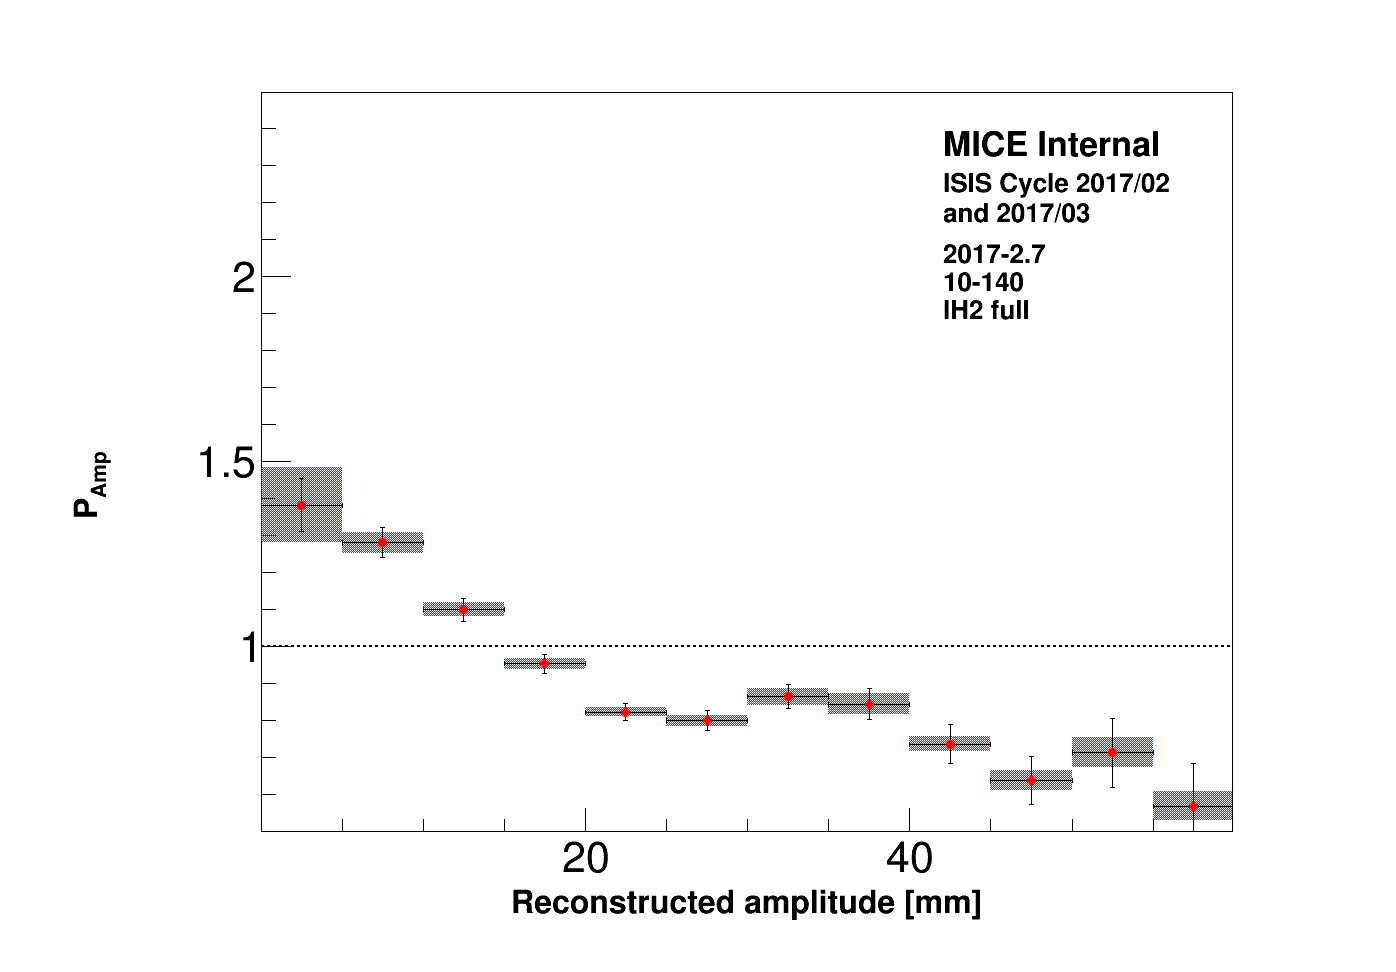 MICE Internal
ISIS Cycle 2017/02
and 2017/03
2017-2.7
10-140
lH2 full
2
1.5
1
P_Amp
20
40
Reconstructed amplitude [mm]